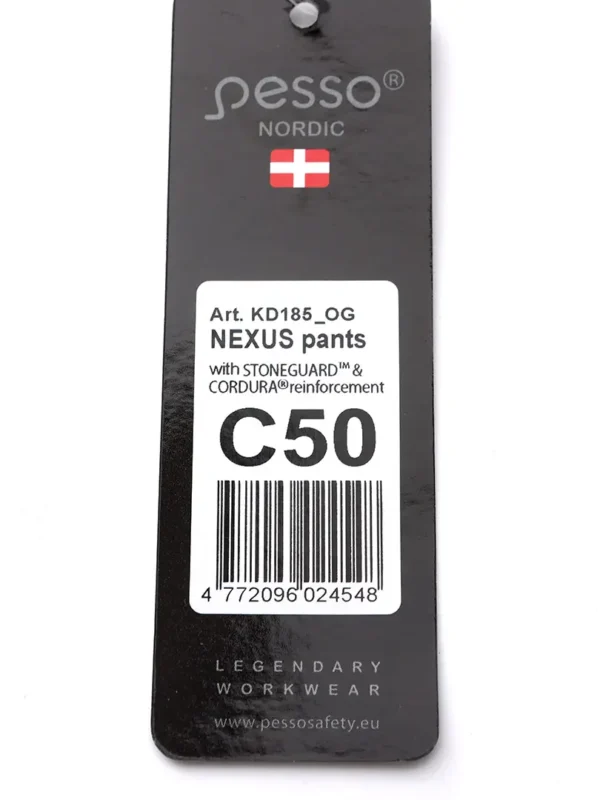 pesso®
NORDIC
Art. KD185_OG
NEXUS pants
with STONEGUARD™ &
CORDURA® reinforcement
C50
4 772096 024548
LEGENDARY
WORKWEAR
www.pessosafety.eu